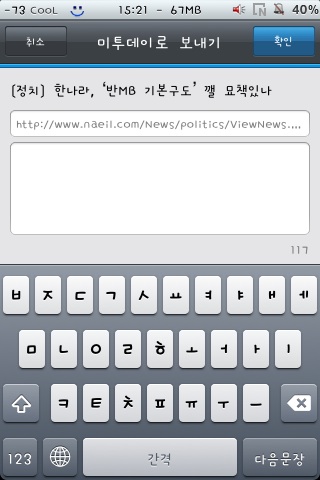 -73 CooL 15:21 - 67MB N 40%
취소 미투데이로 보내기 확인
[정치] 한나라, '반MB 기본구도' 깰 묘책있나
http://www.naeil.com/News/politics/ViewNews....
117
ㅂ ㅈ ㄷ ㄱ ㅅ ㅛ ㅕ ㅑ ㅐ ㅔ
ㅁ ㄴ ㅇ ㄹ ㅎ ㅗ ㅓ ㅏ ㅣ
ㅋ ㅌ ㅊ ㅍ ㅠ ㅜ ㅡ
123 간격 다음문장